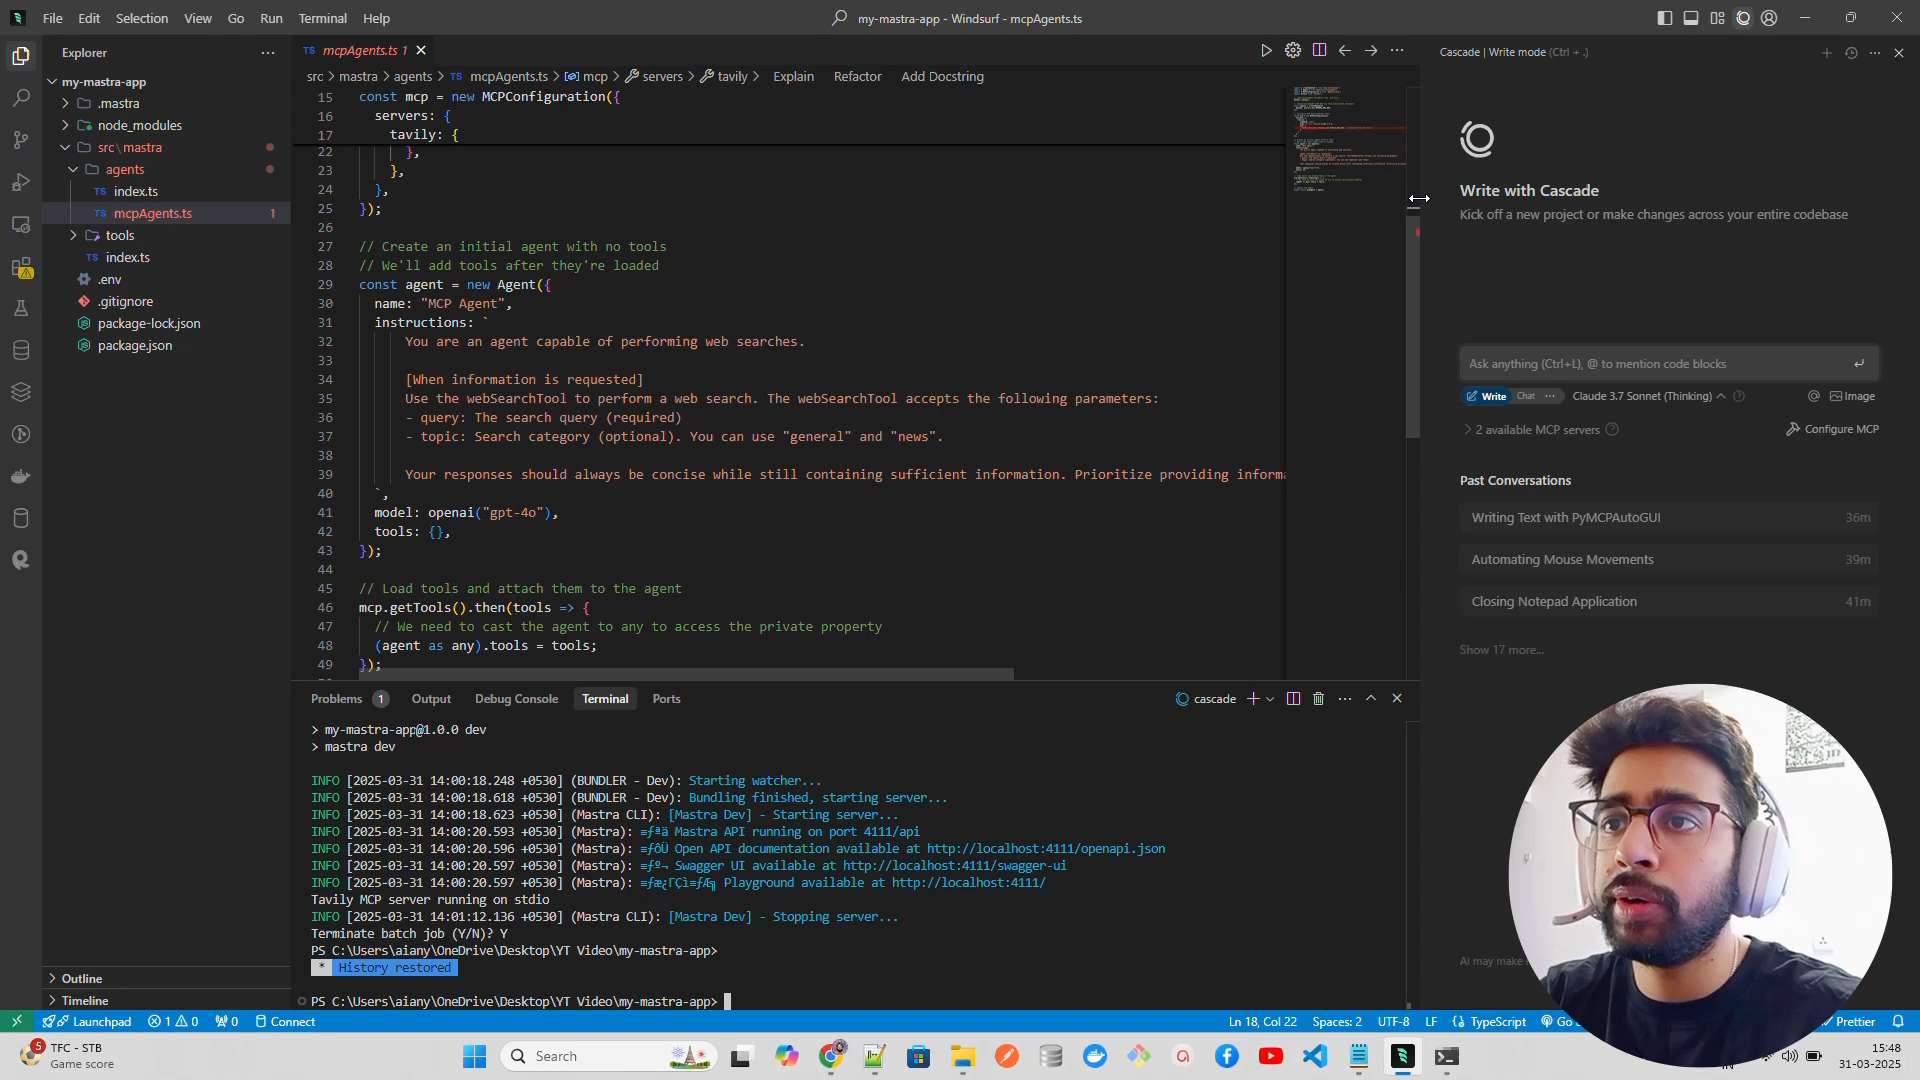 File Edit Selection View Go Run Terminal Help
my-mastra-app - Windsurf - mcpAgents.ts
Explorer
my-mastra-app
.mastra
node_modules
src\mastra
agents
TS index.ts
TS mcpAgents.ts 1
tools
TS index.ts
.env
.gitignore
package-lock.json
package.json
Outline
Timeline
TS mcpAgents.ts 1
src > mastra > agents > TS mcpAgents.ts > mcp > servers > tavily > Explain Refactor Add Docstring
15 const mcp = new MCPConfiguration({
16 servers: {
17 tavily: {
22 },
23 },
24 },
25 });
26
27 // Create an initial agent with no tools
28 // We'll add tools after they're loaded
29 const agent = new Agent({
30 name: "MCP Agent",
31 instructions: `
32 You are an agent capable of performing web searches.
33
34 [When information is requested]
35 Use the webSearchTool to perform a web search. The webSearchTool accepts the following parameters:
36 - query: The search query (required)
37 - topic: Search category (optional). You can use "general" and "news".
38
39 Your responses should always be concise while still containing sufficient information. Prioritize providing informa
40 `,
41 model: openai("gpt-4o"),
42 tools: {},
43 });
44
45 // Load tools and attach them to the agent
46 mcp.getTools().then(tools => {
47 // We need to cast the agent to any to access the private property
48 (agent as any).tools = tools;
49 });
Problems 1 Output Debug Console Terminal Ports
cascade
> my-mastra-app@1.0.0 dev
> mastra dev
INFO [2025-03-31 14:00:18.248 +0530] (BUNDLER - Dev): Starting watcher...
INFO [2025-03-31 14:00:18.618 +0530] (BUNDLER - Dev): Bundling finished, starting server...
INFO [2025-03-31 14:00:18.623 +0530] (Mastra CLI): [Mastra Dev] - Starting server...
INFO [2025-03-31 14:00:20.593 +0530] (Mastra): ≡ƒªä Mastra API running on port 4111/api
INFO [2025-03-31 14:00:20.596 +0530] (Mastra): ≡ƒôÜ Open API documentation available at http://localhost:4111/openapi.json
INFO [2025-03-31 14:00:20.597 +0530] (Mastra): ≡ƒº¬ Swagger UI available at http://localhost:4111/swagger-ui
INFO [2025-03-31 14:00:20.597 +0530] (Mastra): Playground available at http://localhost:4111/
Tavily MCP server running on stdio
INFO [2025-03-31 14:01:12.136 +0530] (Mastra CLI): [Mastra Dev] - Stopping server...
Terminate batch job (Y/N)? Y
PS C:\Users\aiany\OneDrive\Desktop\YT Video\my-mastra-app>
* History restored
PS C:\Users\aiany\OneDrive\Desktop\YT Video\my-mastra-app>
Cascade | Write mode (Ctrl + .)
Write with Cascade
Kick off a new project or make changes across your entire codebase
Ask anything (Ctrl+L), @ to mention code blocks
Write Chat ... Claude 3.7 Sonnet (Thinking) @ Image
> 2 available MCP servers Configure MCP
Past Conversations
Writing Text with PyMCPAutoGUI 36m
Automating Mouse Movements 39m
Closing Notepad Application 41m
Show 17 more...
AI may make
Launchpad 1 0 0 Connect
Ln 18, Col 22 Spaces: 2 UTF-8 LF TypeScript Go Prettier
5 TFC - STB
Game score
Search
IN
15:48
31-03-2025